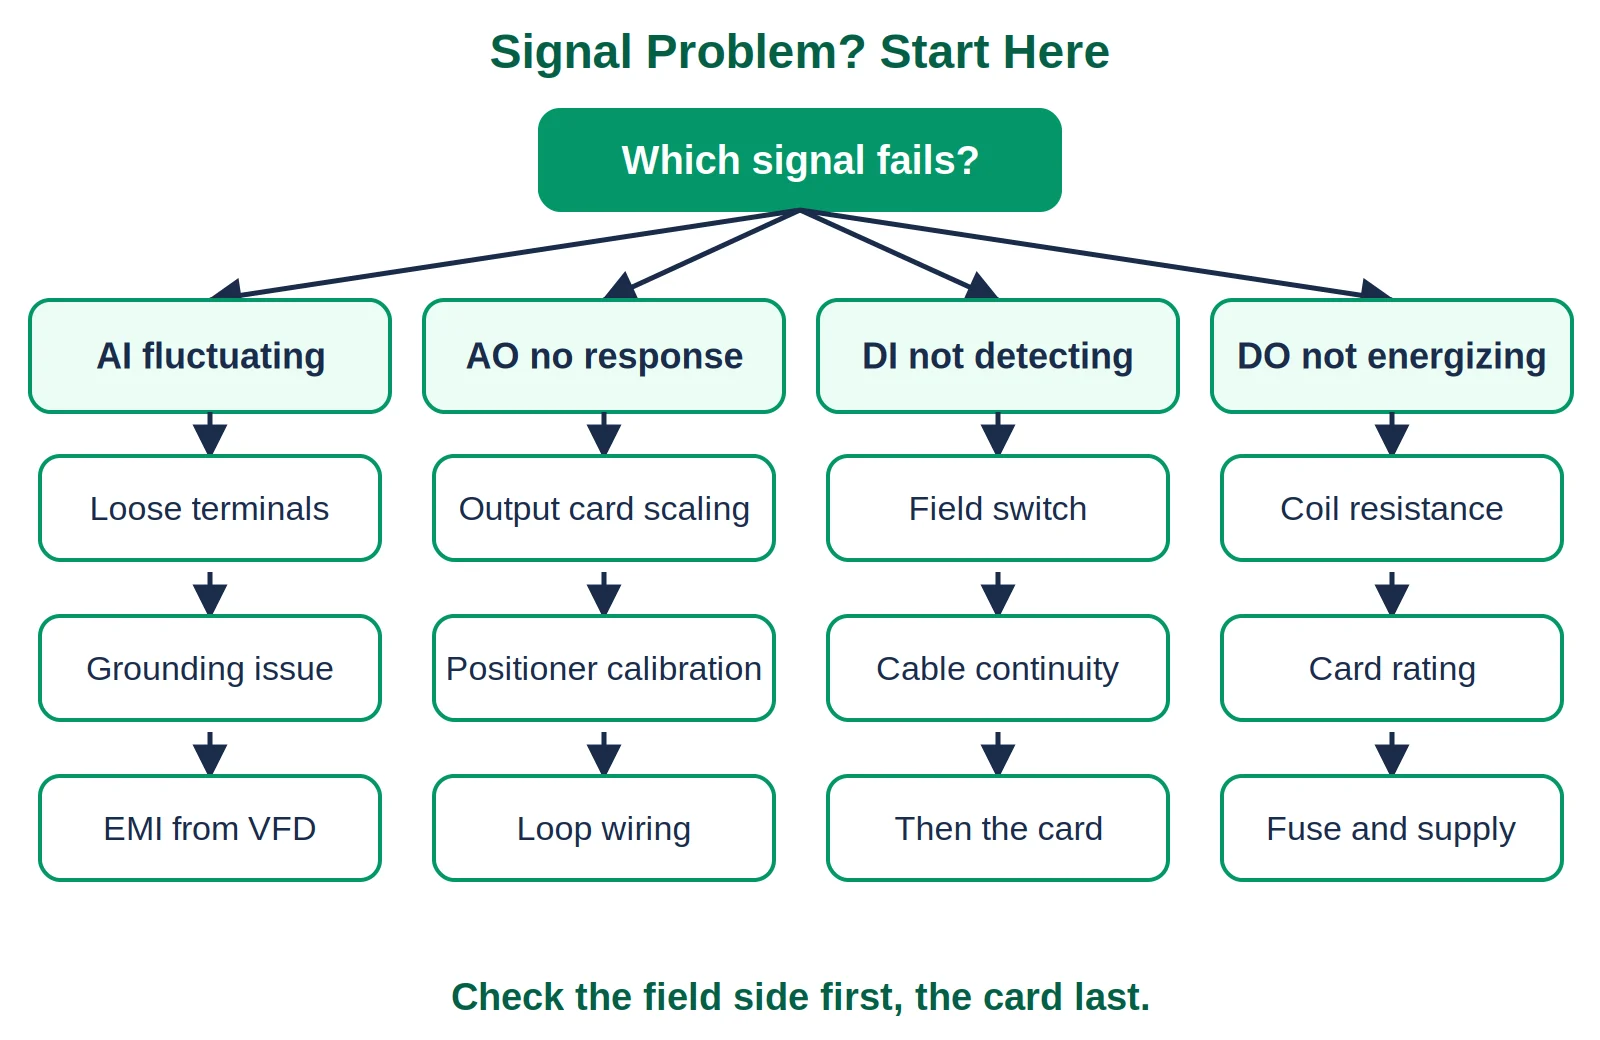 Signal Problem? Start Here
Which signal fails?
AI fluctuating
AO no response
DI not detecting
DO not energizing
Loose terminals
Output card scaling
Field switch
Coil resistance
Grounding issue
Positioner calibration
Cable continuity
Card rating
EMI from VFD
Loop wiring
Then the card
Fuse and supply
Check the field side first, the card last.